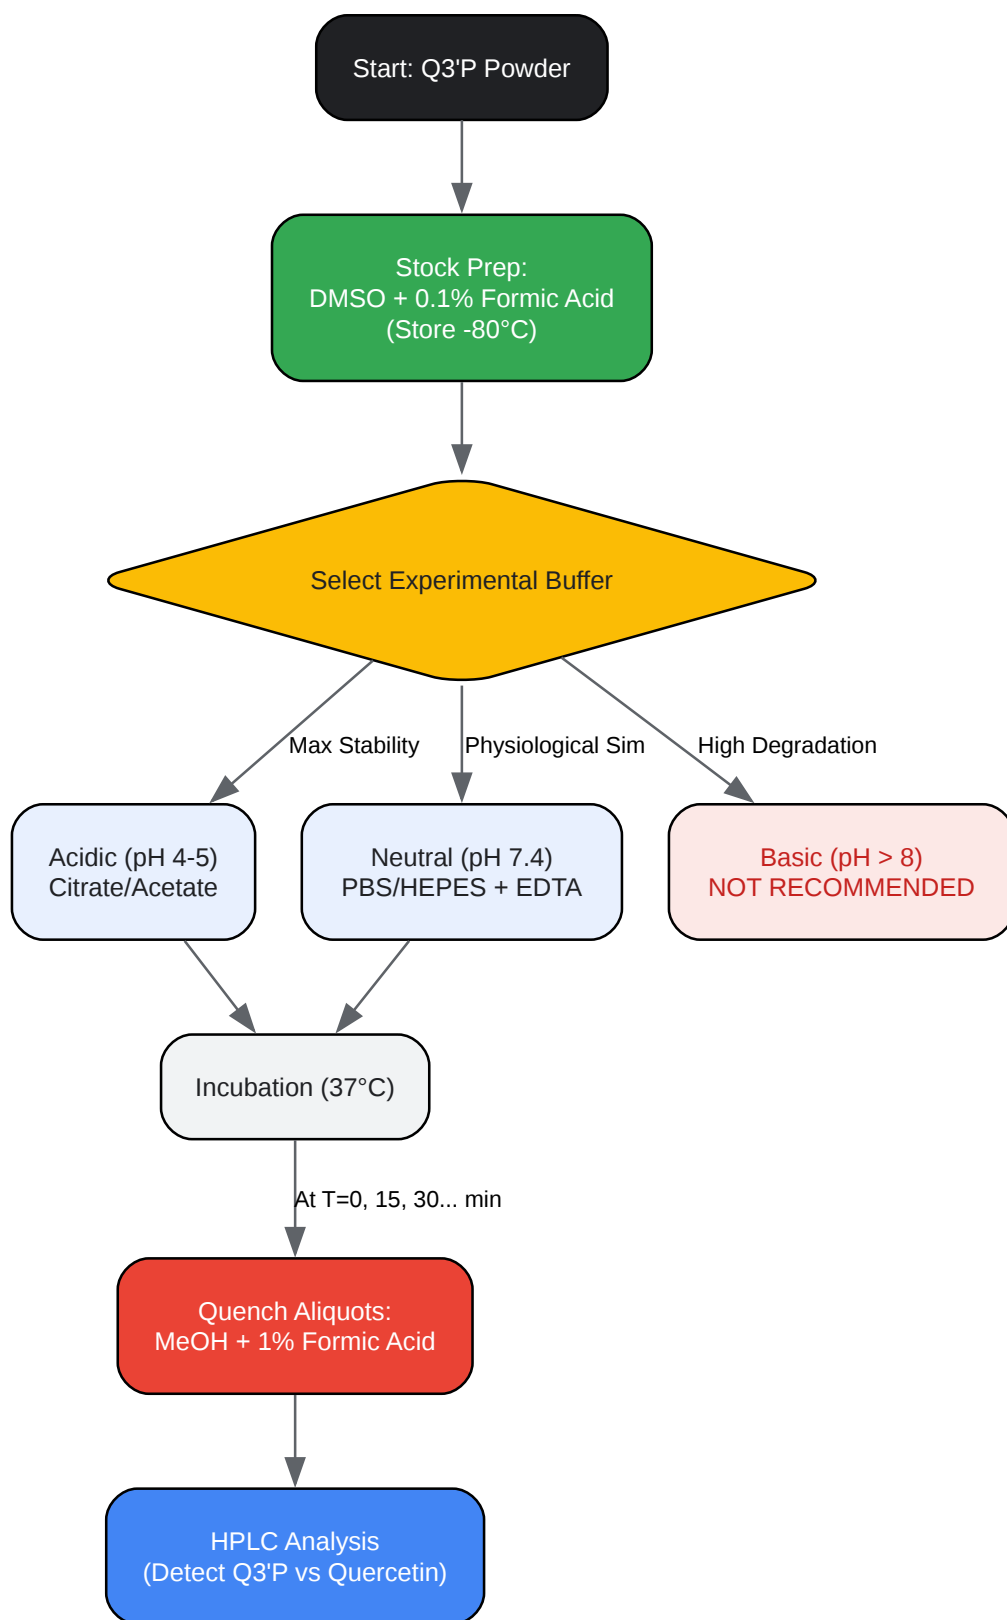 Start: Q3'P Powder
Stock Prep:
DMSO + 0.1% Formic Acid
(Store -80°C)
Select Experimental Buffer
Max Stability
Physiological Sim
High Degradation
Acidic (pH 4-5)
Citrate/Acetate
Neutral (pH 7.4)
PBS/HEPES + EDTA
Basic (pH > 8)
NOT RECOMMENDED
Incubation (37°C)
At T=0, 15, 30... min
Quench Aliquots:
MeOH + 1% Formic Acid
HPLC Analysis
(Detect Q3'P vs Quercetin)